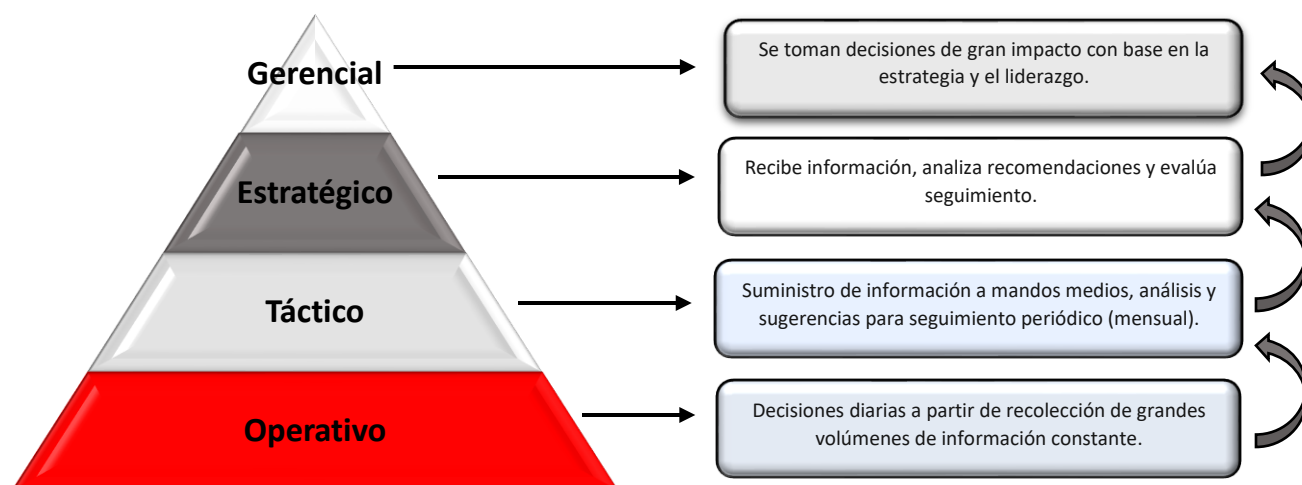 Gerencial
Se toman decisiones de gran impacto con base en la
estrategia y el liderazgo.
Estratégico
Recibe información, analiza recomendaciones y evalúa
seguimiento.
Táctico
Suministro de información a mandos medios, análisis y
sugerencias para seguimiento periódico (mensual).
Operativo
Decisiones diarias a partir de recolección de grandes
volúmenes de información constante.